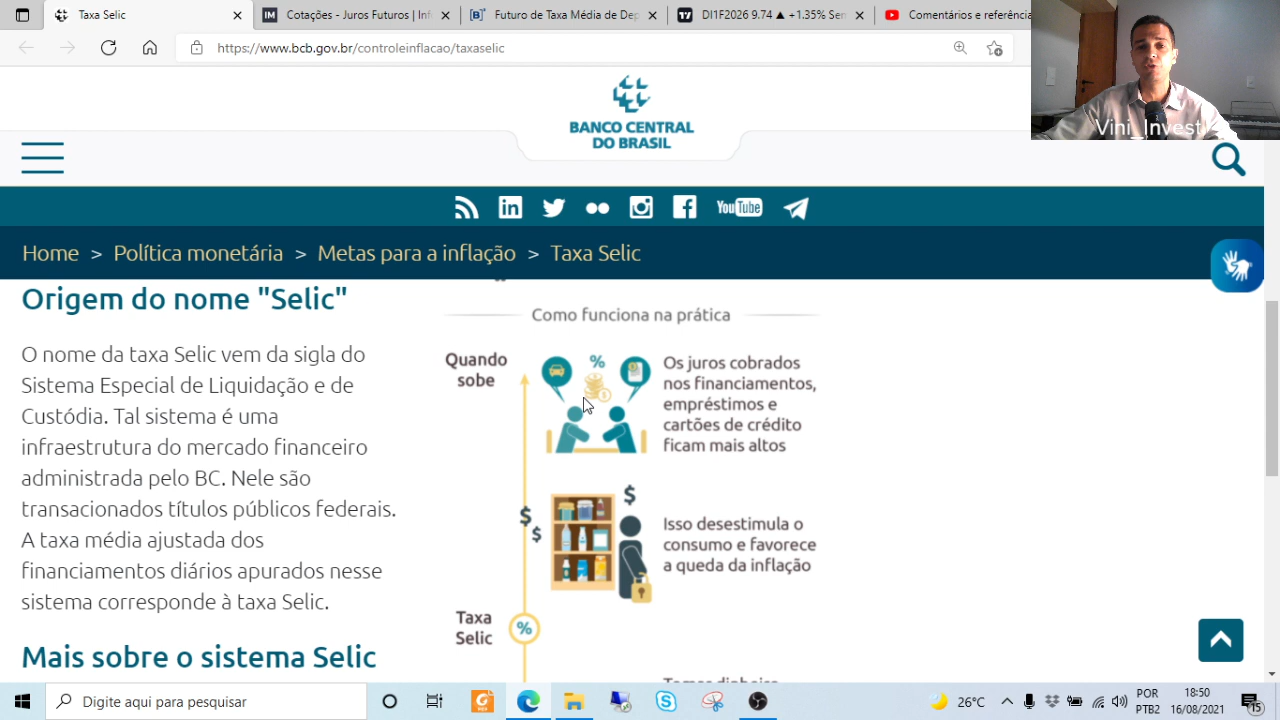 Cotações - Juros Futuros | Inf
Taxa Média de Juros no Brasil
DI1F2026 9.74 ▲ +1.35% Sem
Comentários e referência
https://www.bcb.gov.br/controleinflacao/taxaselic
Vini_Invest
BANCO CENTRAL
DO BRASIL
YouTube
Home > Política monetária > Metas para a inflação > Taxa Selic
Origem do nome "Selic"
O nome da taxa Selic vem da sigla do
Sistema Especial de Liquidação e de
Custódia. Tal sistema é uma
infraestrutura do mercado financeiro
administrada pelo BC. Nele são
transacionados títulos públicos federais.
A taxa média ajustada dos
financiamentos diários apurados nesse
sistema corresponde à taxa Selic.
Mais sobre o sistema Selic
Como funciona na prática
Quando
sobe
%
Os juros cobrados
nos financiamentos,
empréstimos e
cartões de crédito
ficam mais altos
$
$
$
Isso desestimula o
consumo e favorece
a queda da inflação
Taxa
Selic
%
Digite aqui para pesquisar
26°C
POR
PTB2
18:50
16/08/2021
15